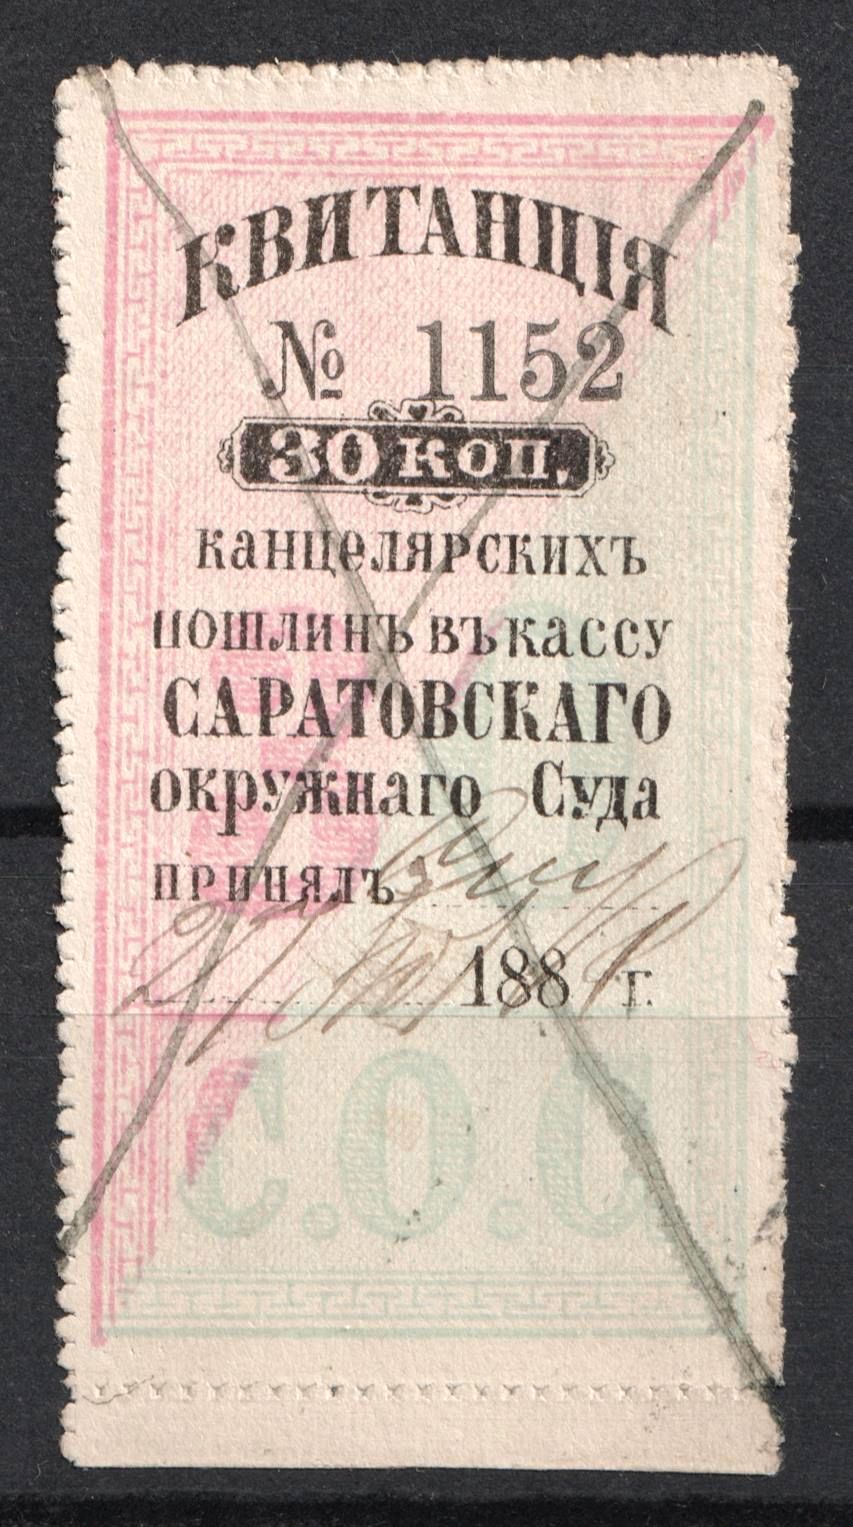 КВИТАНЦІЯ
№ 1152
30 коп.
канцелярскихъ
пошлинъ въ кассу
САРАТОВСКАГО
окружнаго Суда
принялъ
188 г.
С.О.С